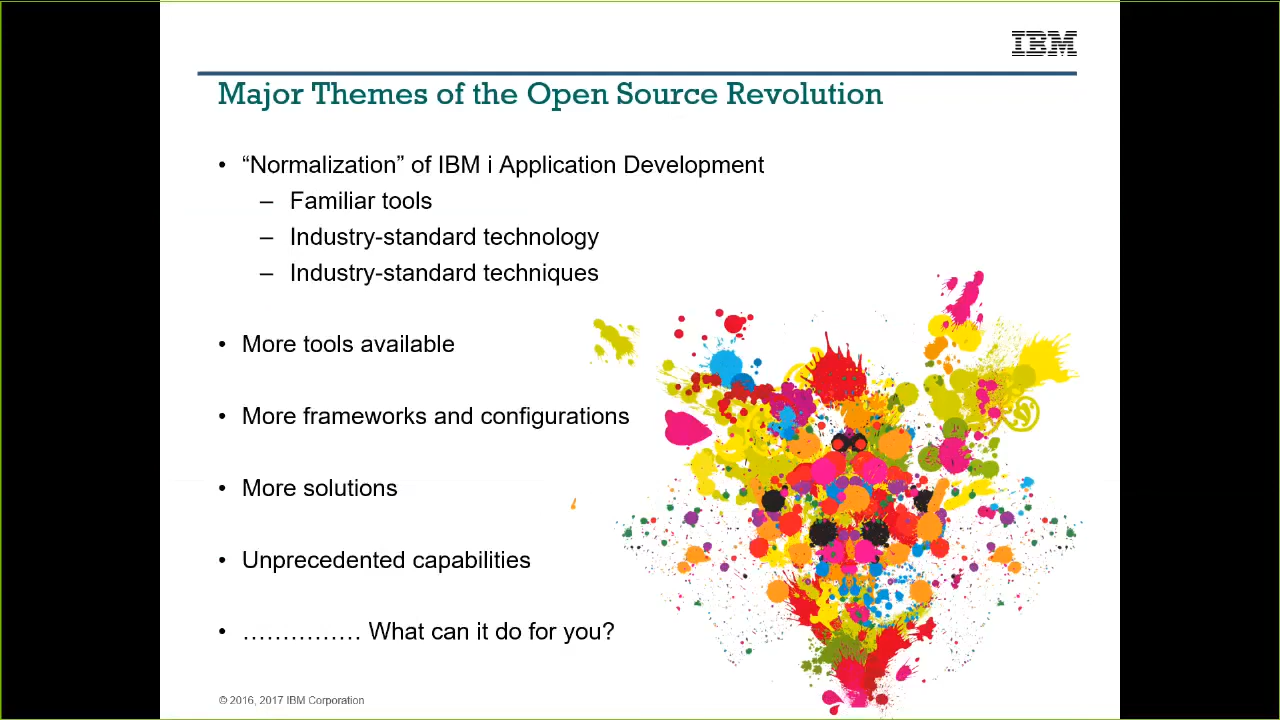 IBM
Major Themes of the Open Source Revolution
• “Normalization” of IBM i Application Development
– Familiar tools
– Industry-standard technology
– Industry-standard techniques
• More tools available
• More frameworks and configurations
• More solutions
• Unprecedented capabilities
• …………… What can it do for you?
© 2016, 2017 IBM Corporation